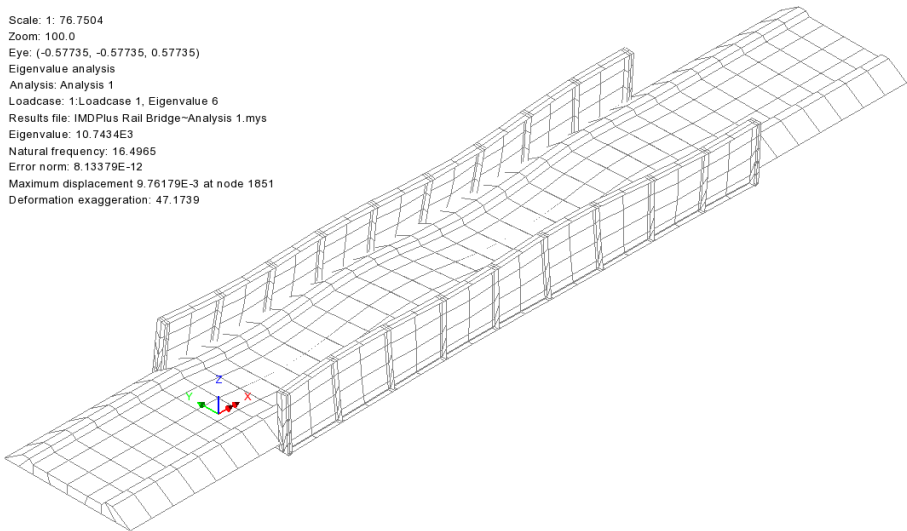 Scale: 1: 76.7504
Zoom: 100.0
Eye: (-0.57735, -0.57735, 0.57735)
Eigenvalue analysis
Analysis: Analysis 1
Loadcase: 1:Loadcase 1, Eigenvalue 6
Results file: IMDPlus Rail Bridge~Analysis 1.mys
Eigenvalue: 10.7434E3
Natural frequency: 16.4965
Error norm: 8.13379E-12
Maximum displacement 9.76179E-3 at node 1851
Deformation exaggeration: 47.1739
Z
Y
X